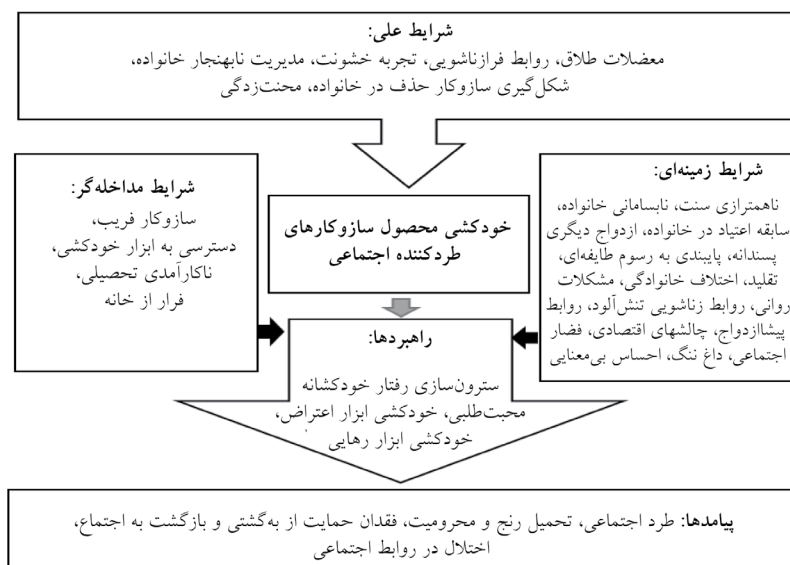 شرایط علی:
معضلات طلاق، روابط فرازناشویی، تجربه خشونت، مدیریت نابهنجار خانواده،
شکل‌گیری سازوکار حذف در خانواده، محنت‌زدگی
شرایط زمینه‌ای:
ناهمترازی سنت، نابسامانی خانواده،
سابقه اعتیاد در خانواده، ازدواج دیگری
پسندانه، پایبندی به رسوم طایفه‌ای،
تقلید، اختلاف خانوادگی، مشکلات
روانی، روابط زناشویی تنش‌آلود، روابط
پیشاازدواج، چالشهای اقتصادی، فضار
اجتماعی، داغ ننگ، احساس بی‌معنایی
خودکشی محصول سازوکارهای
طردکننده اجتماعی
شرایط مداخله‌گر:
سازوکار فریب،
دسترسی به ابزار خودکشی،
ناکارآمدی تحصیلی،
فرار از خانه
راهبردها:
سترون‌سازی رفتار خودکشانه
محبت‌طلبی، خودکشی ابزار اعتراض،
خودکشی ابزار رهایی
پیامدها: طرد اجتماعی، تحمیل رنج و محرومیت، فقدان حمایت از به‌گشتی و بازگشت به اجتماع،
اختلال در روابط اجتماعی